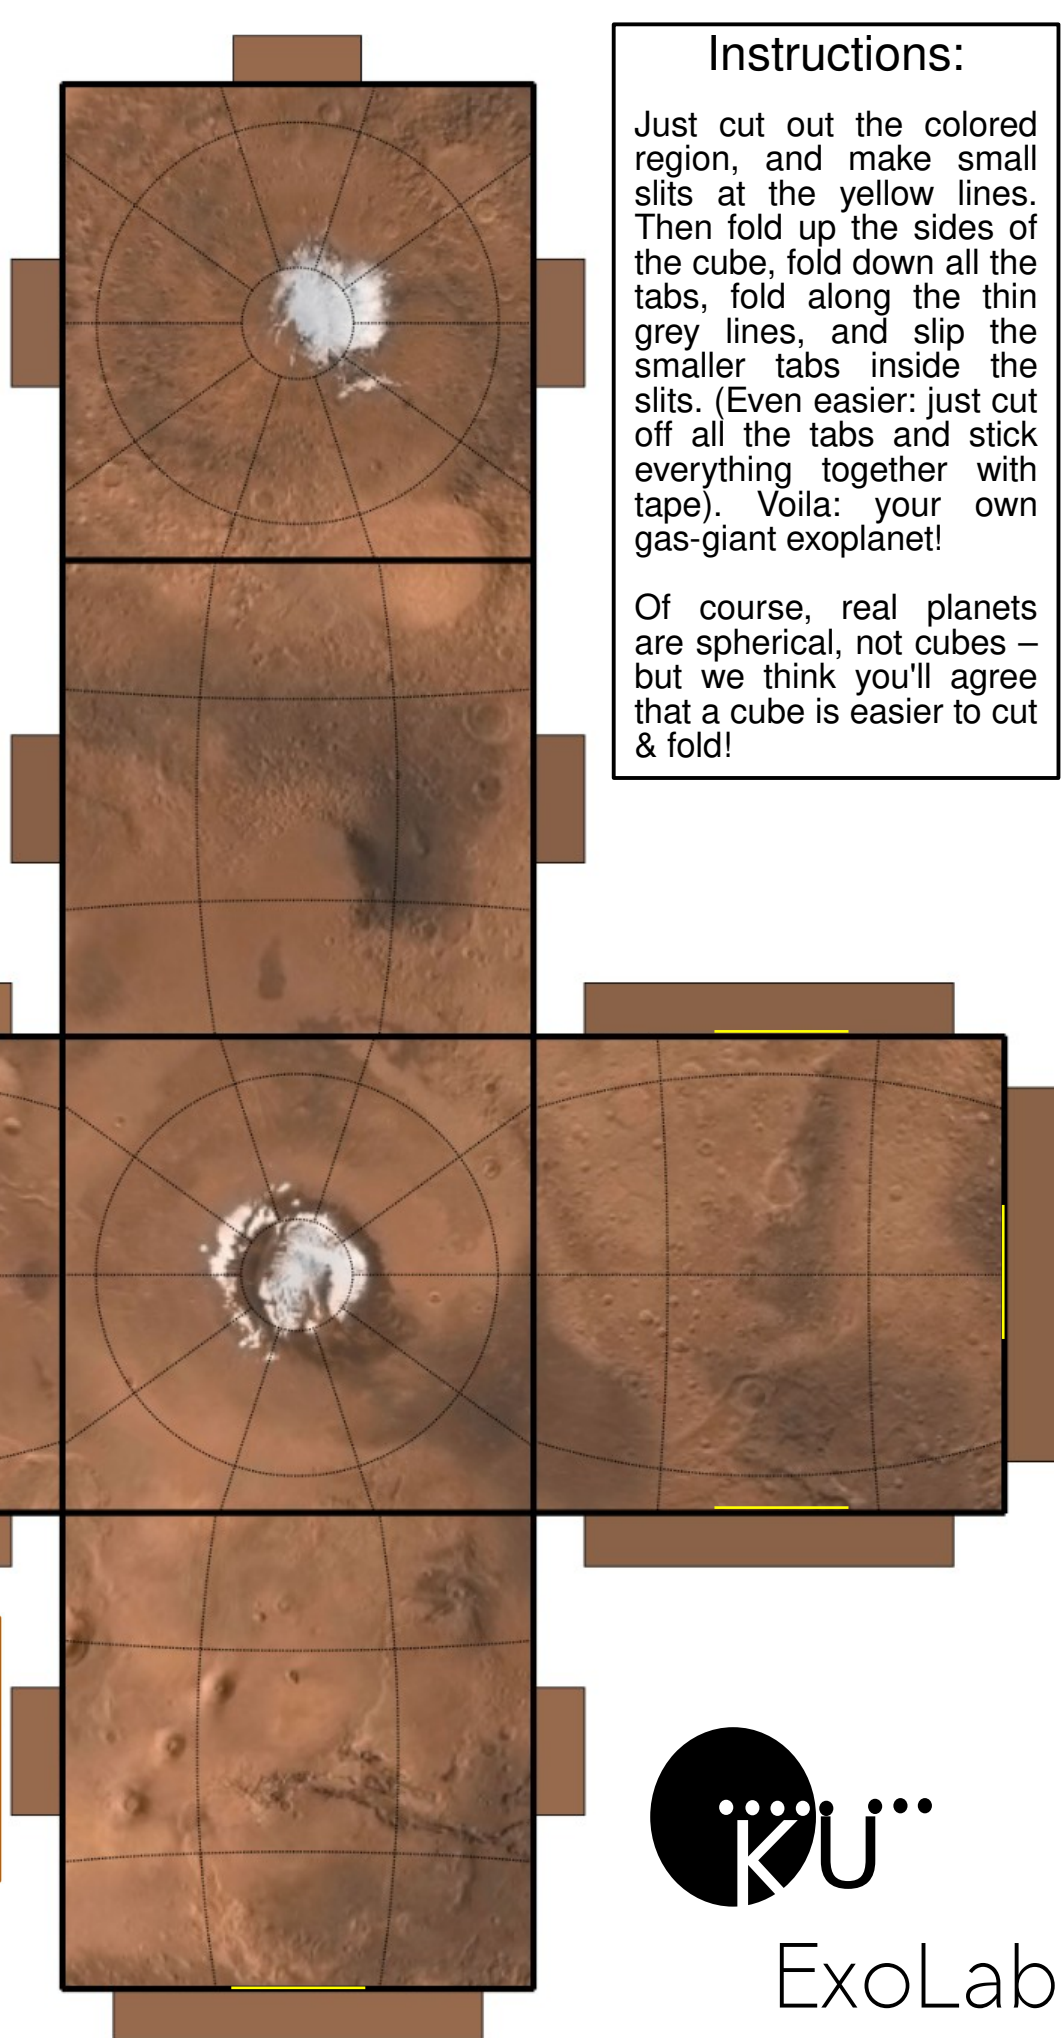 Instructions:
Just cut out the colored
region, and make small
slits at the yellow lines.
Then fold up the sides of
the cube, fold down all the
tabs, fold along the thin
grey lines, and slip the
smaller tabs inside the
slits. (Even easier: just cut
off all the tabs and stick
everything together with
tape). Voila: your own
gas-giant exoplanet!
Of course, real planets
are spherical, not cubes –
but we think you'll agree
that a cube is easier to cut
& fold!
KU
ExoLab